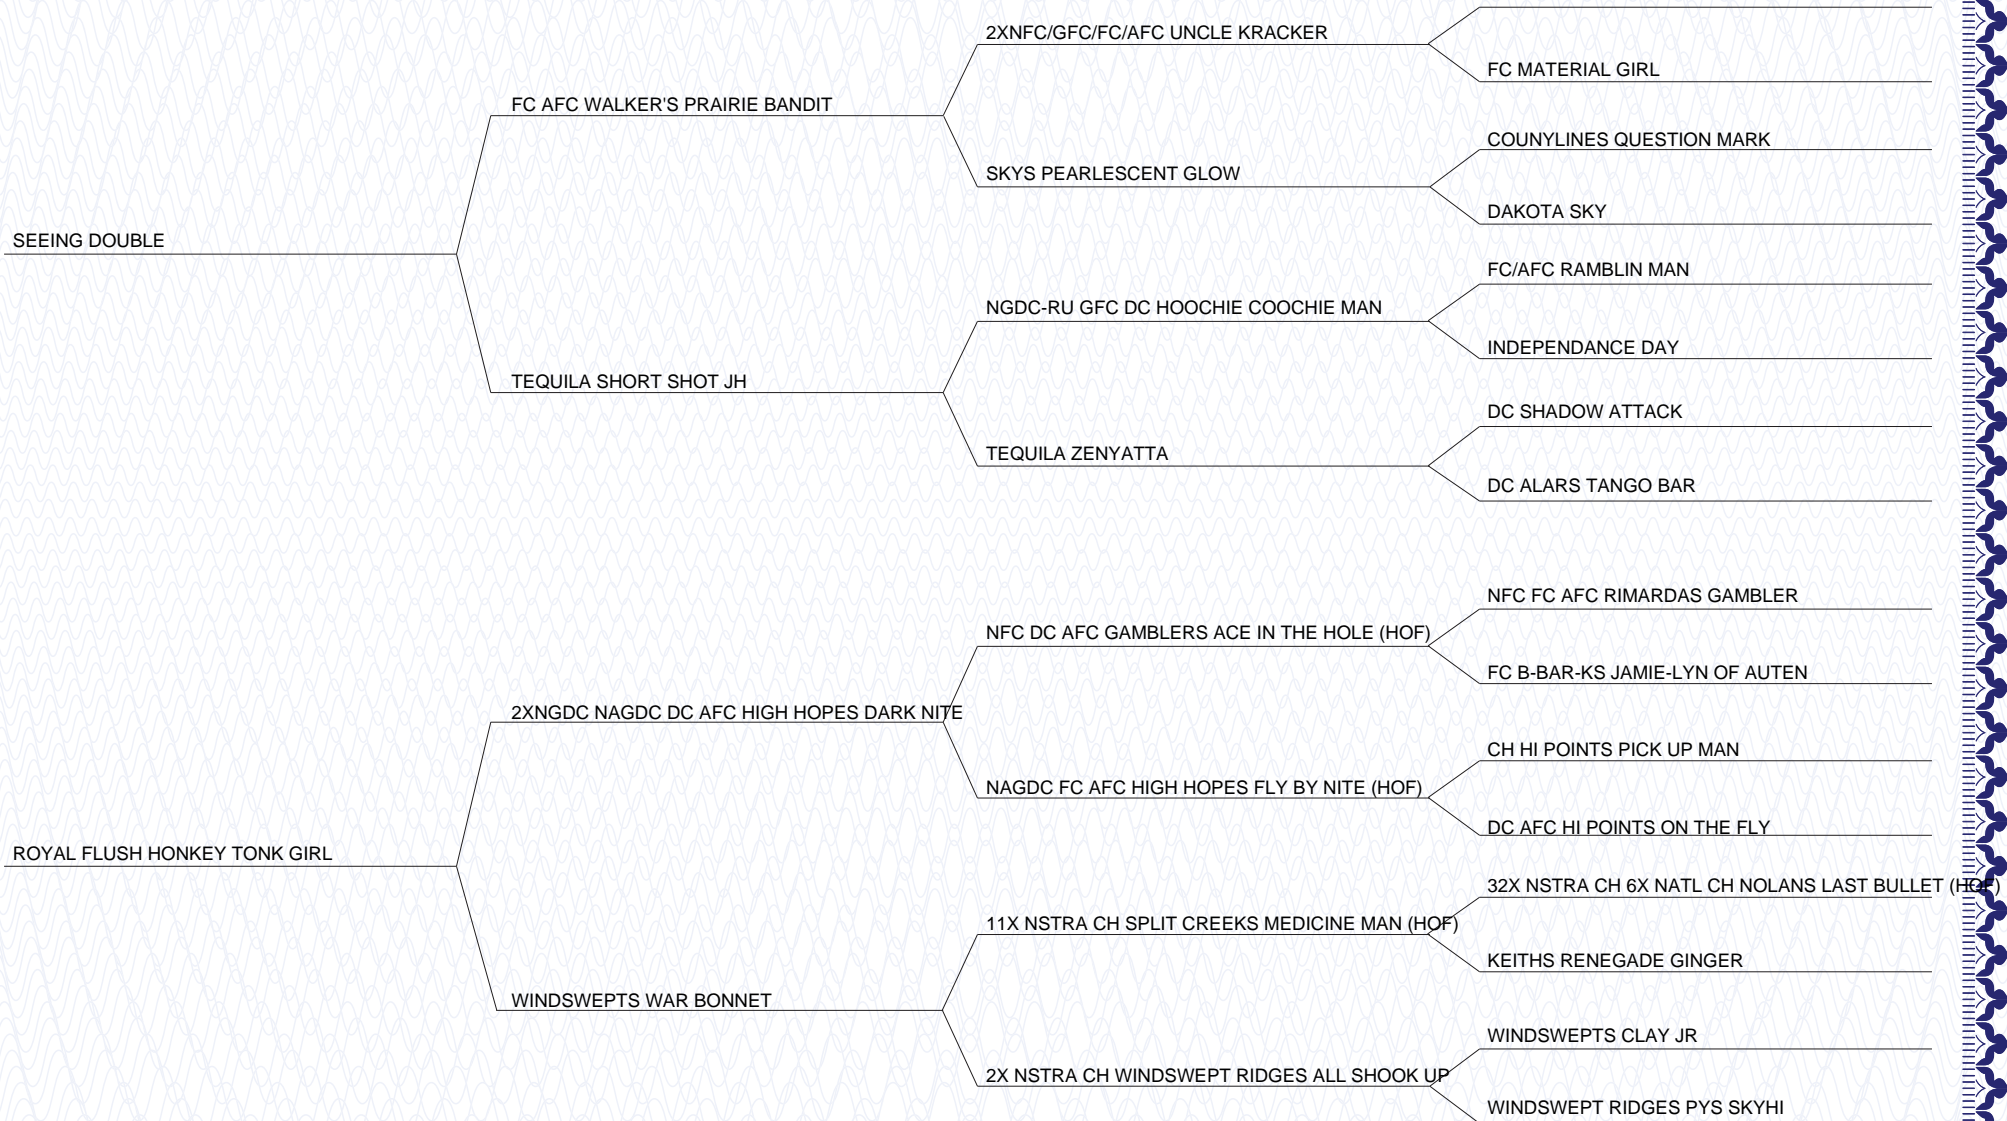 2XNFC/GFC/FC/AFC UNCLE KRACKER
FC MATERIAL GIRL
FC AFC WALKER'S PRAIRIE BANDIT
COUNYLINES QUESTION MARK
SKYS PEARLESCENT GLOW
DAKOTA SKY
SEEING DOUBLE
FC/AFC RAMBLIN MAN
NGDC-RU GFC DC HOOCHIE COOCHIE MAN
INDEPENDANCE DAY
TEQUILA SHORT SHOT JH
DC SHADOW ATTACK
TEQUILA ZENYATTA
DC ALARS TANGO BAR
NFC FC AFC RIMARDAS GAMBLER
NFC DC AFC GAMBLERS ACE IN THE HOLE (HOF)
FC B-BAR-KS JAMIE-LYN OF AUTEN
2XNGDC NAGDC DC AFC HIGH HOPES DARK NITE
CH HI POINTS PICK UP MAN
NAGDC FC AFC HIGH HOPES FLY BY NITE (HOF)
DC AFC HI POINTS ON THE FLY
ROYAL FLUSH HONKEY TONK GIRL
32X NSTRA CH 6X NATL CH NOLANS LAST BULLET (HOF)
11X NSTRA CH SPLIT CREEKS MEDICINE MAN (HOF)
KEITHS RENEGADE GINGER
WINDSWEPTS WAR BONNET
WINDSWEPTS CLAY JR
2X NSTRA CH WINDSWEPT RIDGES ALL SHOOK UP
WINDSWEPT RIDGES PYS SKYHI